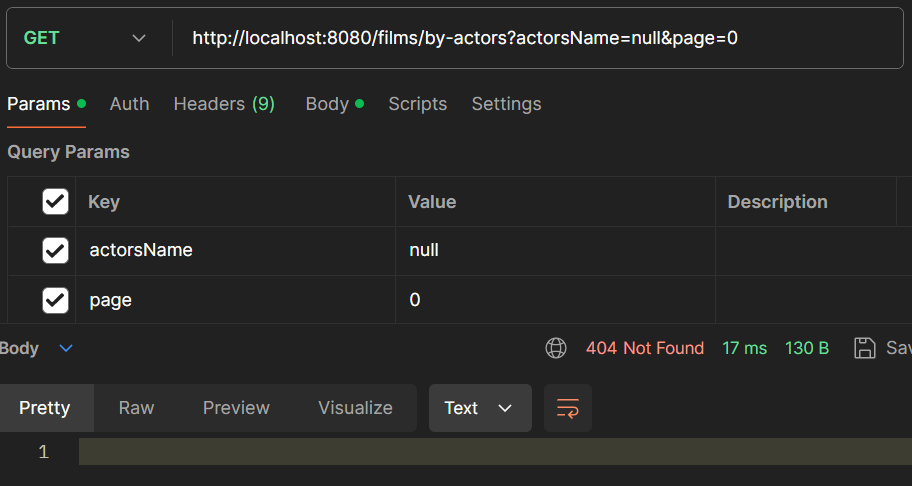 GET http://localhost:8080/films/by-actors?actorsName=null&page=0
Params Auth Headers (9) Body Scripts Settings
Query Params
Key Value Description
actorsName null
page 0
Body 404 Not Found 17 ms 130 B
Pretty Raw Preview Visualize Text
1